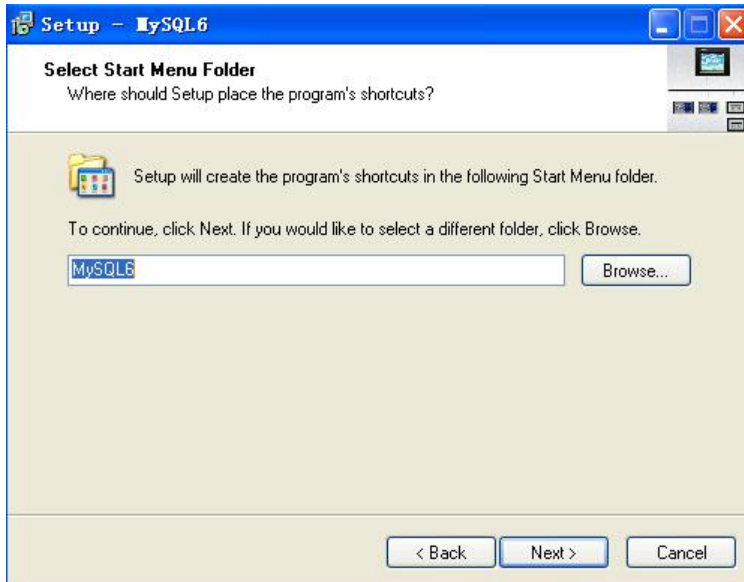 Setup - MySQL6
Select Start Menu Folder
Where should Setup place the program's shortcuts?
Setup will create the program's shortcuts in the following Start Menu folder.
To continue, click Next. If you would like to select a different folder, click Browse.
MySQL6
Browse...
< Back
Next >
Cancel